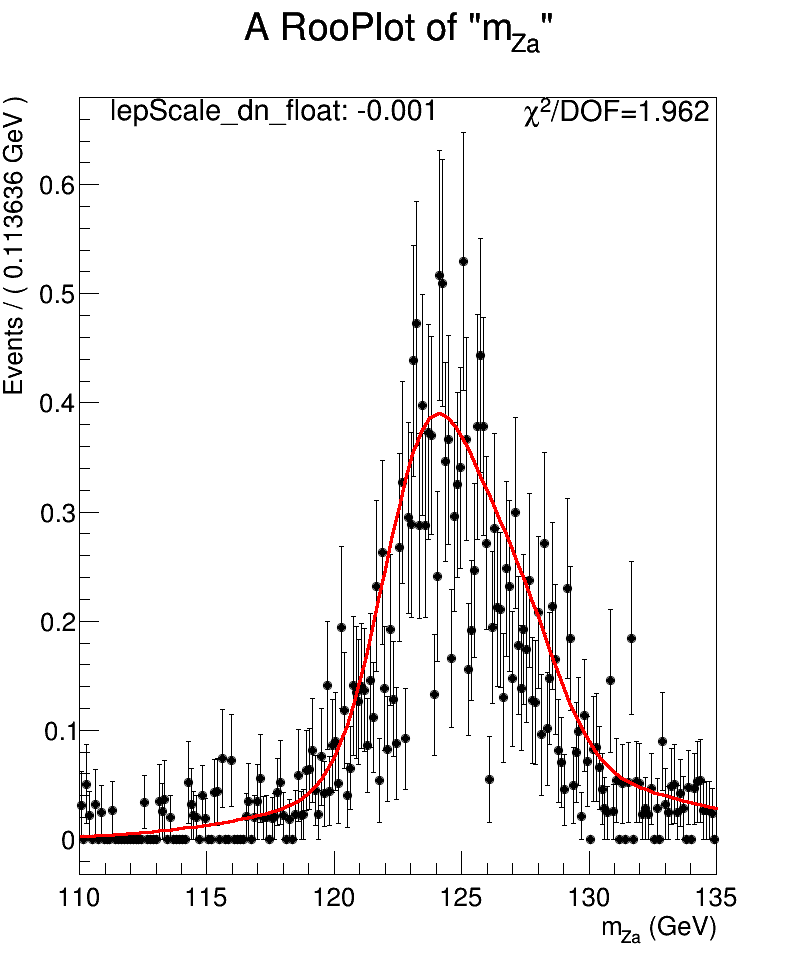 A RooPlot of "mZa"
lepScale_dn_float: -0.001
χ²/DOF=1.962
Events / ( 0.113636 GeV )
0.6
0.5
0.4
0.3
0.2
0.1
0
110 115 120 125 130 135
mZa (GeV)